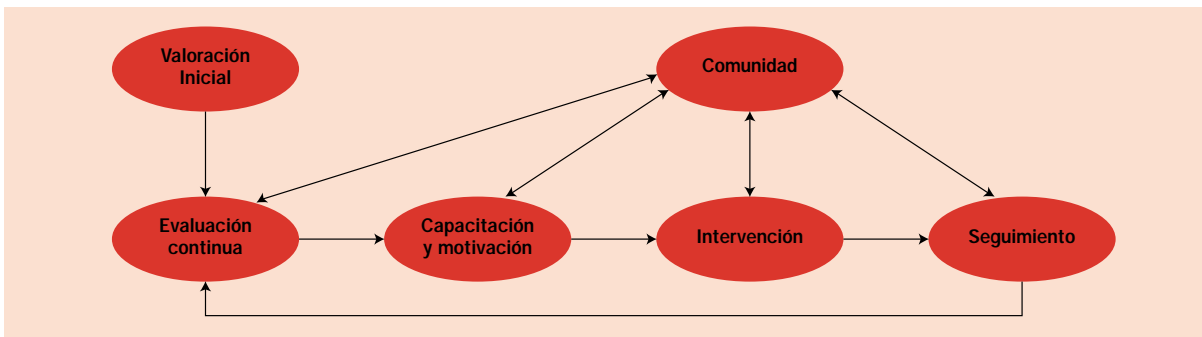 Valoración
Inicial
Comunidad
Evaluación
continua
Capacitación
y motivación
Intervención
Seguimiento